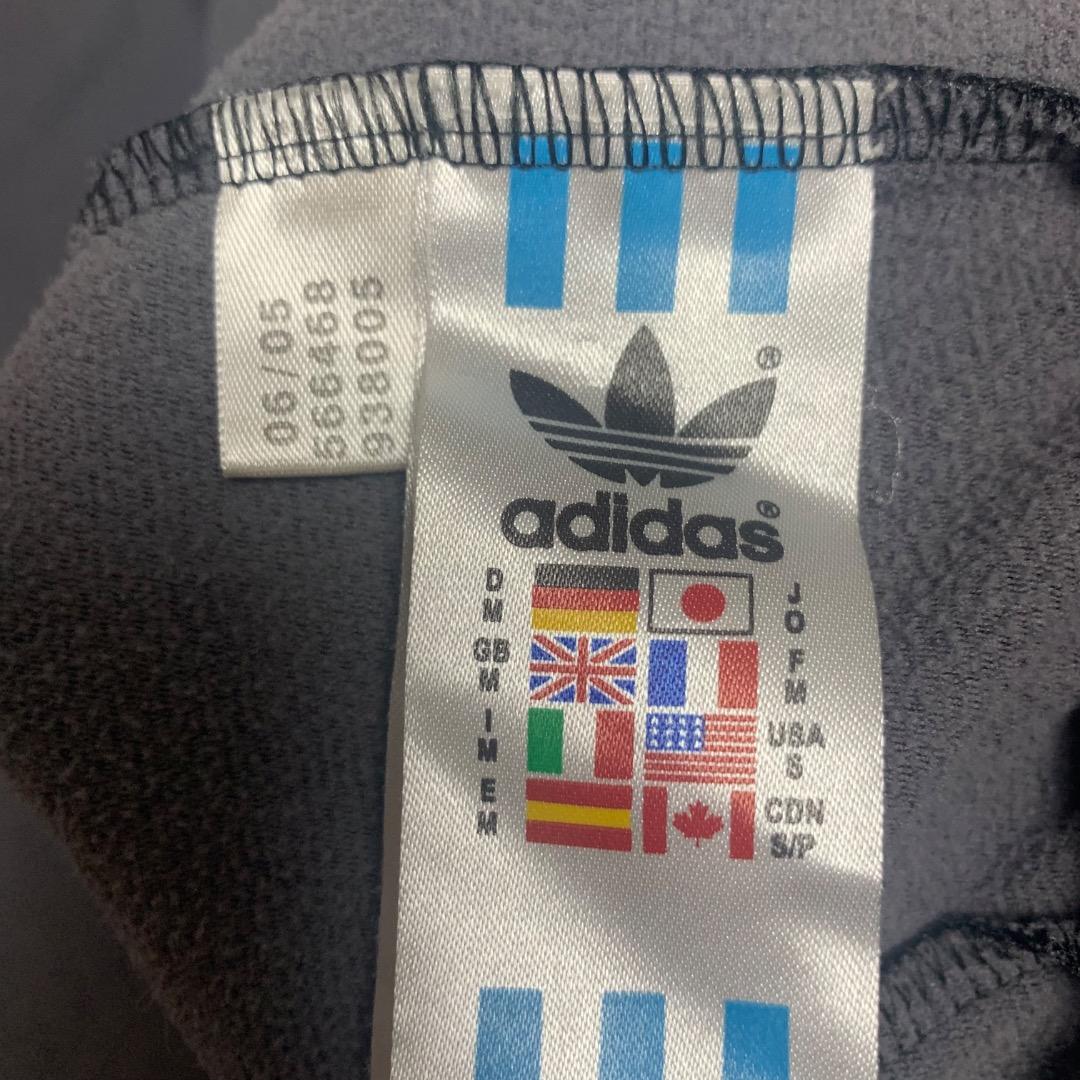 06/05
566468
938005
®
adidas®
D
M
J
O
GB
M
F
M
I
M
USA
S
E
M
CDN
S/P